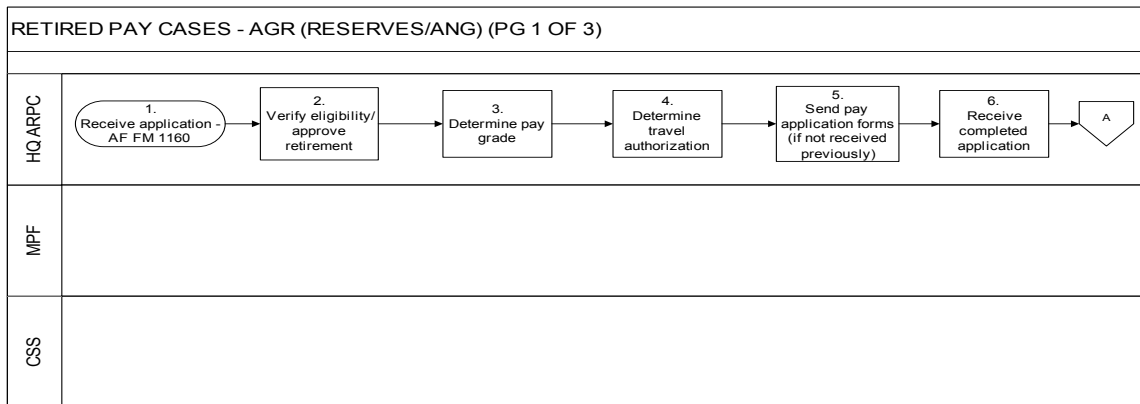 RETIRED PAY CASES - AGR (RESERVES/ANG) (PG 1 OF 3)
HQ ARPC
1.
Receive application -
AF FM 1160
2.
Verify eligibility/
approve
retirement
3.
Determine pay
grade
4.
Determine
travel
authorization
5.
Send pay
application forms
(if not received
previously)
6.
Receive
completed
application
A
MPF
CSS